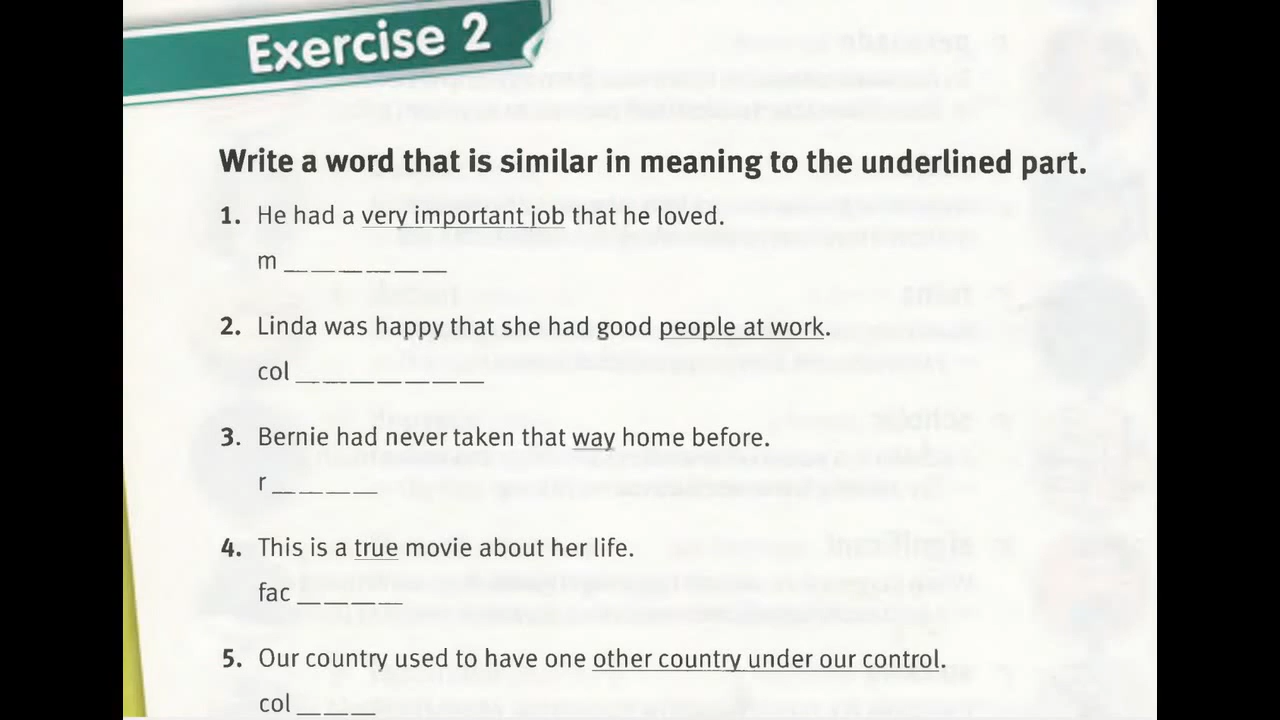 Exercise 2
Write a word that is similar in meaning to the underlined part.
1. He had a very important job that he loved.
m _ _ _ _ _ _
2. Linda was happy that she had good people at work.
col _ _ _ _ _ _ _
3. Bernie had never taken that way home before.
r _ _ _ _
4. This is a true movie about her life.
fac _ _ _ _
5. Our country used to have one other country under our control.
col _ _ _